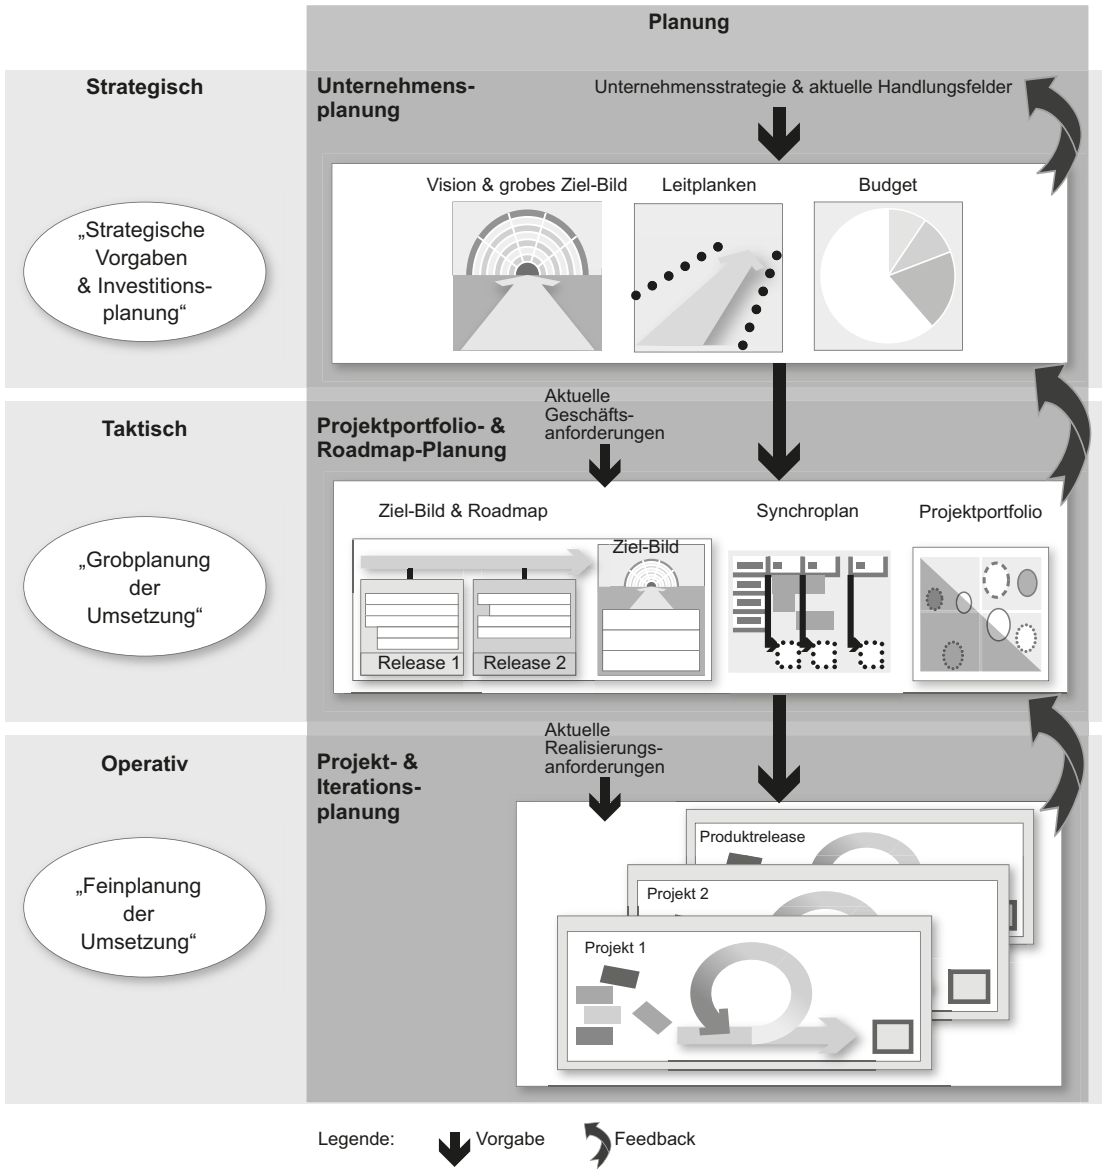 Planung
Strategisch
Unternehmens-
planung
Unternehmensstrategie & aktuelle Handlungsfelder
„Strategische
Vorgaben
& Investitions-
planung“
Vision & grobes Ziel-Bild
Leitplanken
Budget
Taktisch
Projektportfolio- &
Roadmap-Planung
Aktuelle
Geschäfts-
anforderungen
„Grobplanung
der
Umsetzung“
Ziel-Bild & Roadmap
Synchroplan
Projektportfolio
Ziel-Bild
Release 1
Release 2
Operativ
Projekt- &
Iterations-
planung
Aktuelle
Realisierungs-
anforderungen
„Feinplanung
der
Umsetzung“
Produktrelease
Projekt 2
Projekt 1
Legende:
Vorgabe
Feedback